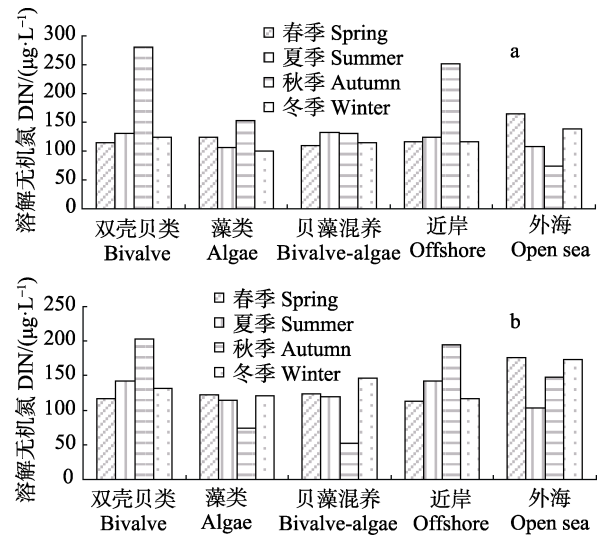 溶解无机氮 DIN/(μg·L⁻¹)
300
250
200
150
100
50
0
春季 Spring
夏季 Summer
秋季 Autumn
冬季 Winter
a
双壳贝类 藻类 贝藻混养 近岸 外海
Bivalve Algae Bivalve-algae Offshore Open sea
溶解无机氮 DIN/(μg·L⁻¹)
250
200
150
100
50
0
春季 Spring
夏季 Summer
秋季 Autumn
冬季 Winter
b
双壳贝类 藻类 贝藻混养 近岸 外海
Bivalve Algae Bivalve-algae Offshore Open sea